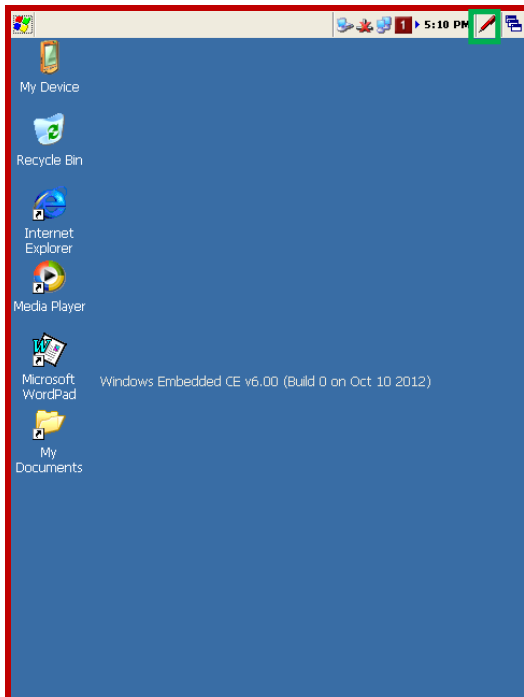 1 5:10 PM
My Device
Recycle Bin
Internet
Explorer
Media Player
Microsoft
WordPad
Windows Embedded CE v6.00 (Build 0 on Oct 10 2012)
My
Documents